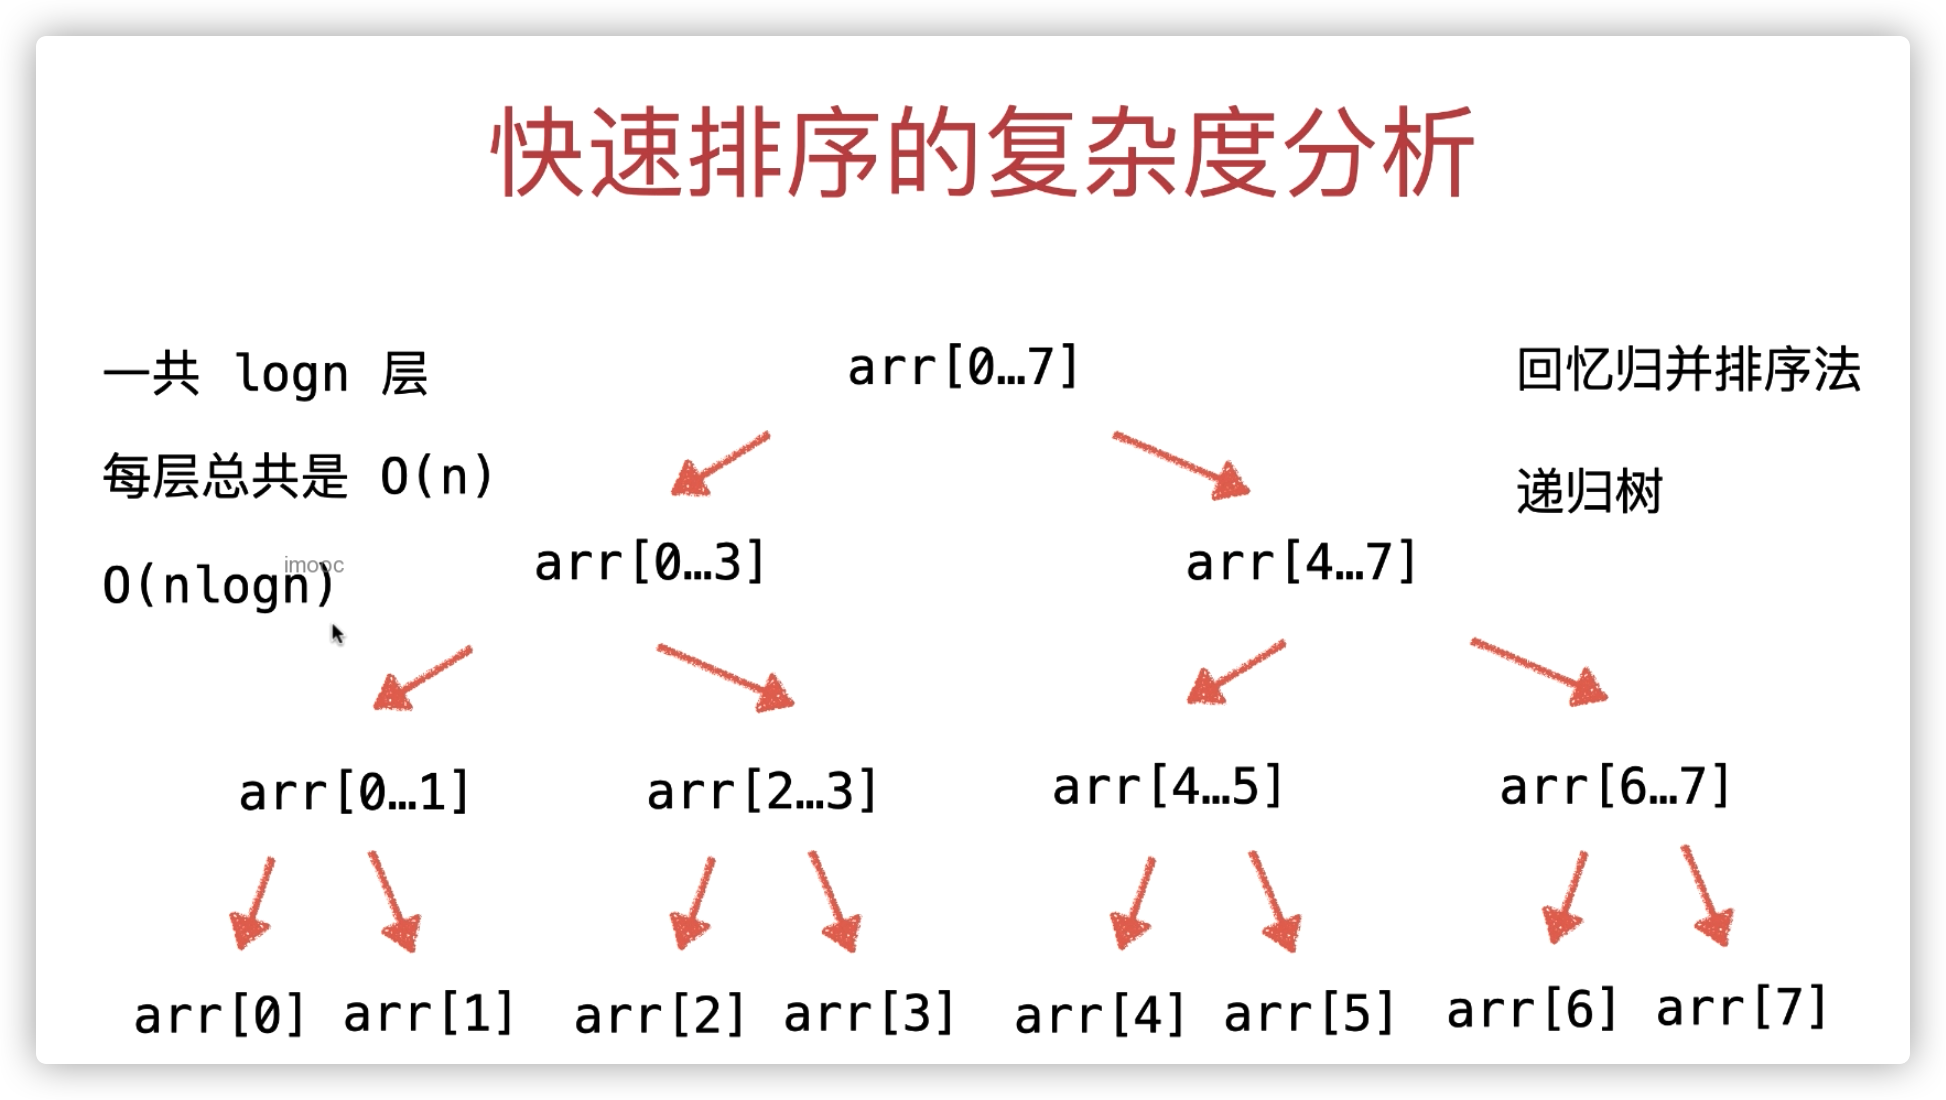 快速排序的复杂度分析
一共 logn 层
arr[0…7]
回忆归并排序法
每层总共是 O(n)
递归树
imooc
O(nlogn)
arr[0…3]
arr[4…7]
arr[0…1]
arr[2…3]
arr[4…5]
arr[6…7]
arr[0]
arr[1]
arr[2]
arr[3]
arr[4]
arr[5]
arr[6]
arr[7]